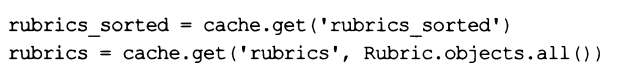 rubrics_sorted = cache.get('rubrics_sorted')
rubrics = cache.get('rubrics', Rubric.objects.all())